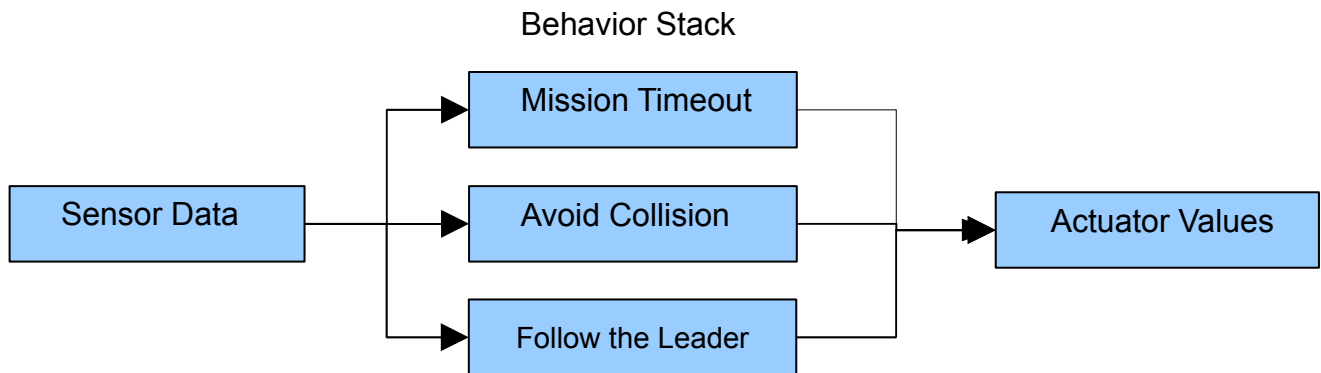 Behavior Stack
Mission Timeout
Sensor Data
Avoid Collision
Actuator Values
Follow the Leader